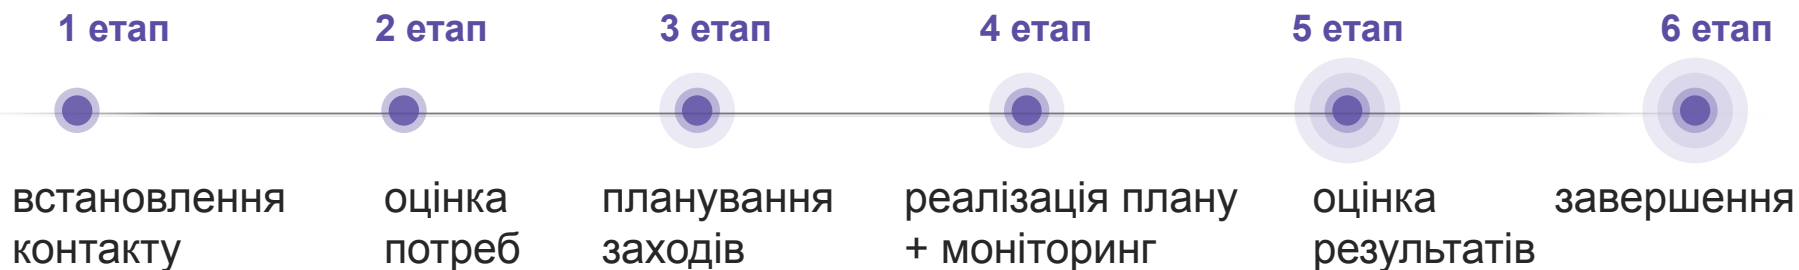 1 етап
2 етап
3 етап
4 етап
5 етап
6 етап
встановлення
контакту
оцінка
потреб
планування
заходів
реалізація плану
+ моніторинг
оцінка
результатів
завершення